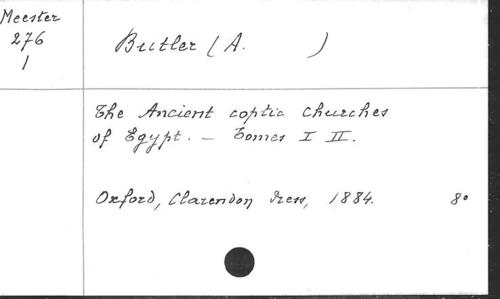 Meester
276
1
Butler (A. )
The Ancient coptic churches
of Egypt. — Tomes I II.
Oxford, Clarendon Press, 1884. 8°